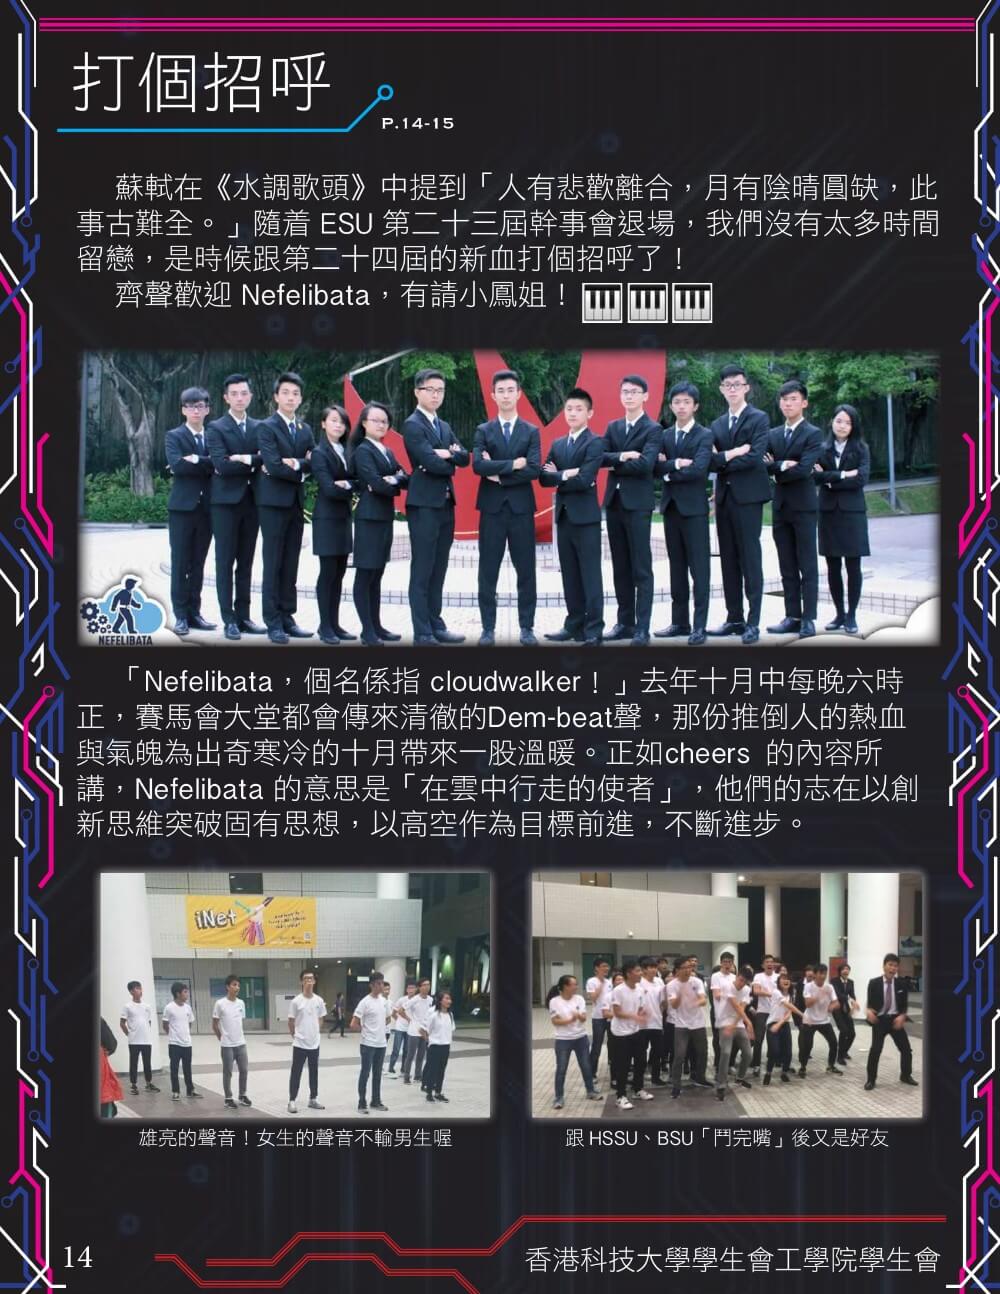 打個招呼
P.14-15
蘇軾在《水調歌頭》中提到「人有悲歡離合，月有陰晴圓缺，此
事古難全。」隨着 ESU 第二十三屆幹事會退場，我們沒有太多時間
留戀，是時候跟第二十四屆的新血打個招呼了！
齊聲歡迎 Nefelibata，有請小鳳姐！
NEFELIBATA
「Nefelibata，個名係指 cloudwalker！」去年十月中每晚六時
正，賽馬會大堂都會傳來清徹的Dem-beat聲，那份推倒人的熱血
與氣魄為出奇寒冷的十月帶來一股溫暖。正如cheers 的內容所
講，Nefelibata 的意思是「在雲中行走的使者」，他們的志在以創
新思維突破固有思想，以高空作為目標前進，不斷進步。
iNet
雄亮的聲音！女生的聲音不輸男生喔
跟 HSSU、BSU「鬥完嘴」後又是好友
14
香港科技大學學生會工學院學生會